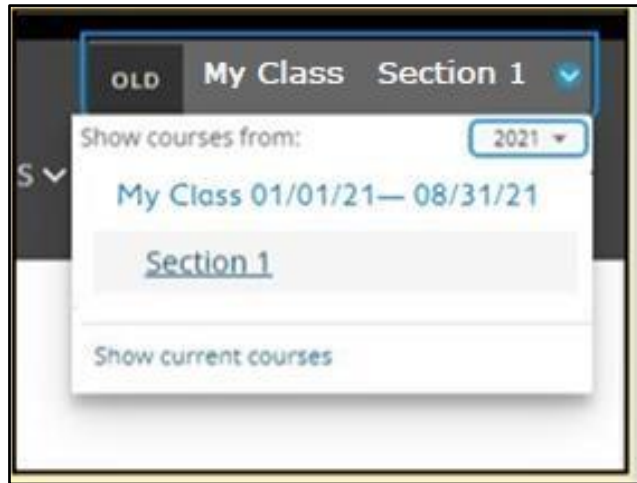 OLD My Class Section 1
Show courses from: 2021
S
My Class 01/01/21— 08/31/21
Section 1
Show current courses